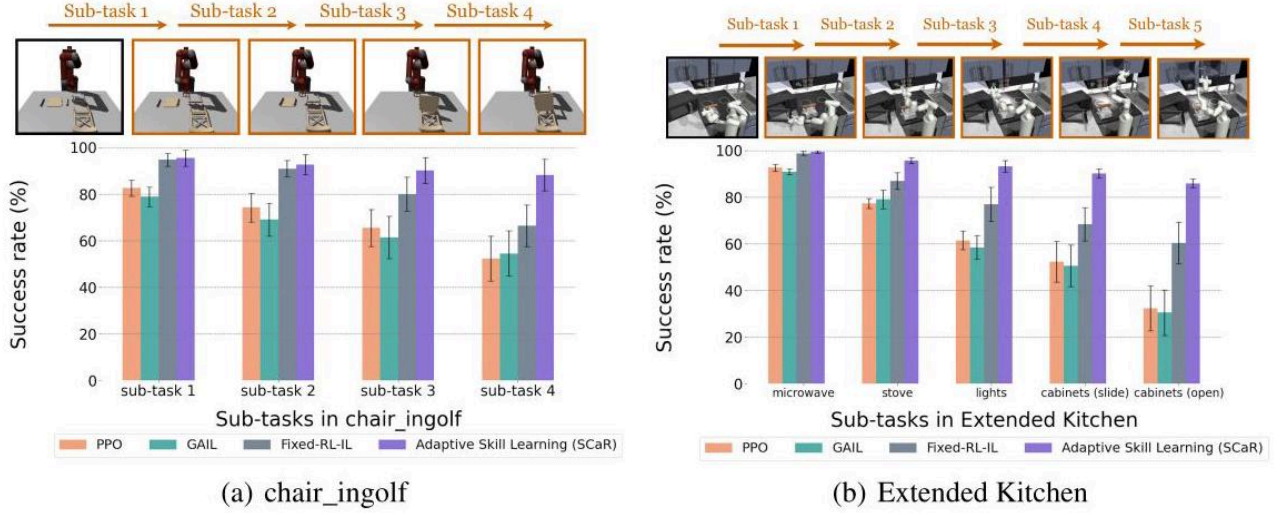 Sub-task 1 Sub-task 2 Sub-task 3 Sub-task 4
Success rate (%)
100
80
60
40
20
0
sub-task 1 sub-task 2 sub-task 3 sub-task 4
Sub-tasks in chair_ingolf
PPO GAIL Fixed-RL-IL Adaptive Skill Learning (SCaR)
(a) chair_ingolf
Sub-task 1 Sub-task 2 Sub-task 3 Sub-task 4 Sub-task 5
Success rate (%)
100
80
60
40
20
0
microwave stove lights cabinets (slide) cabinets (open)
Sub-tasks in Extended Kitchen
PPO GAIL Fixed-RL-IL Adaptive Skill Learning (SCaR)
(b) Extended Kitchen